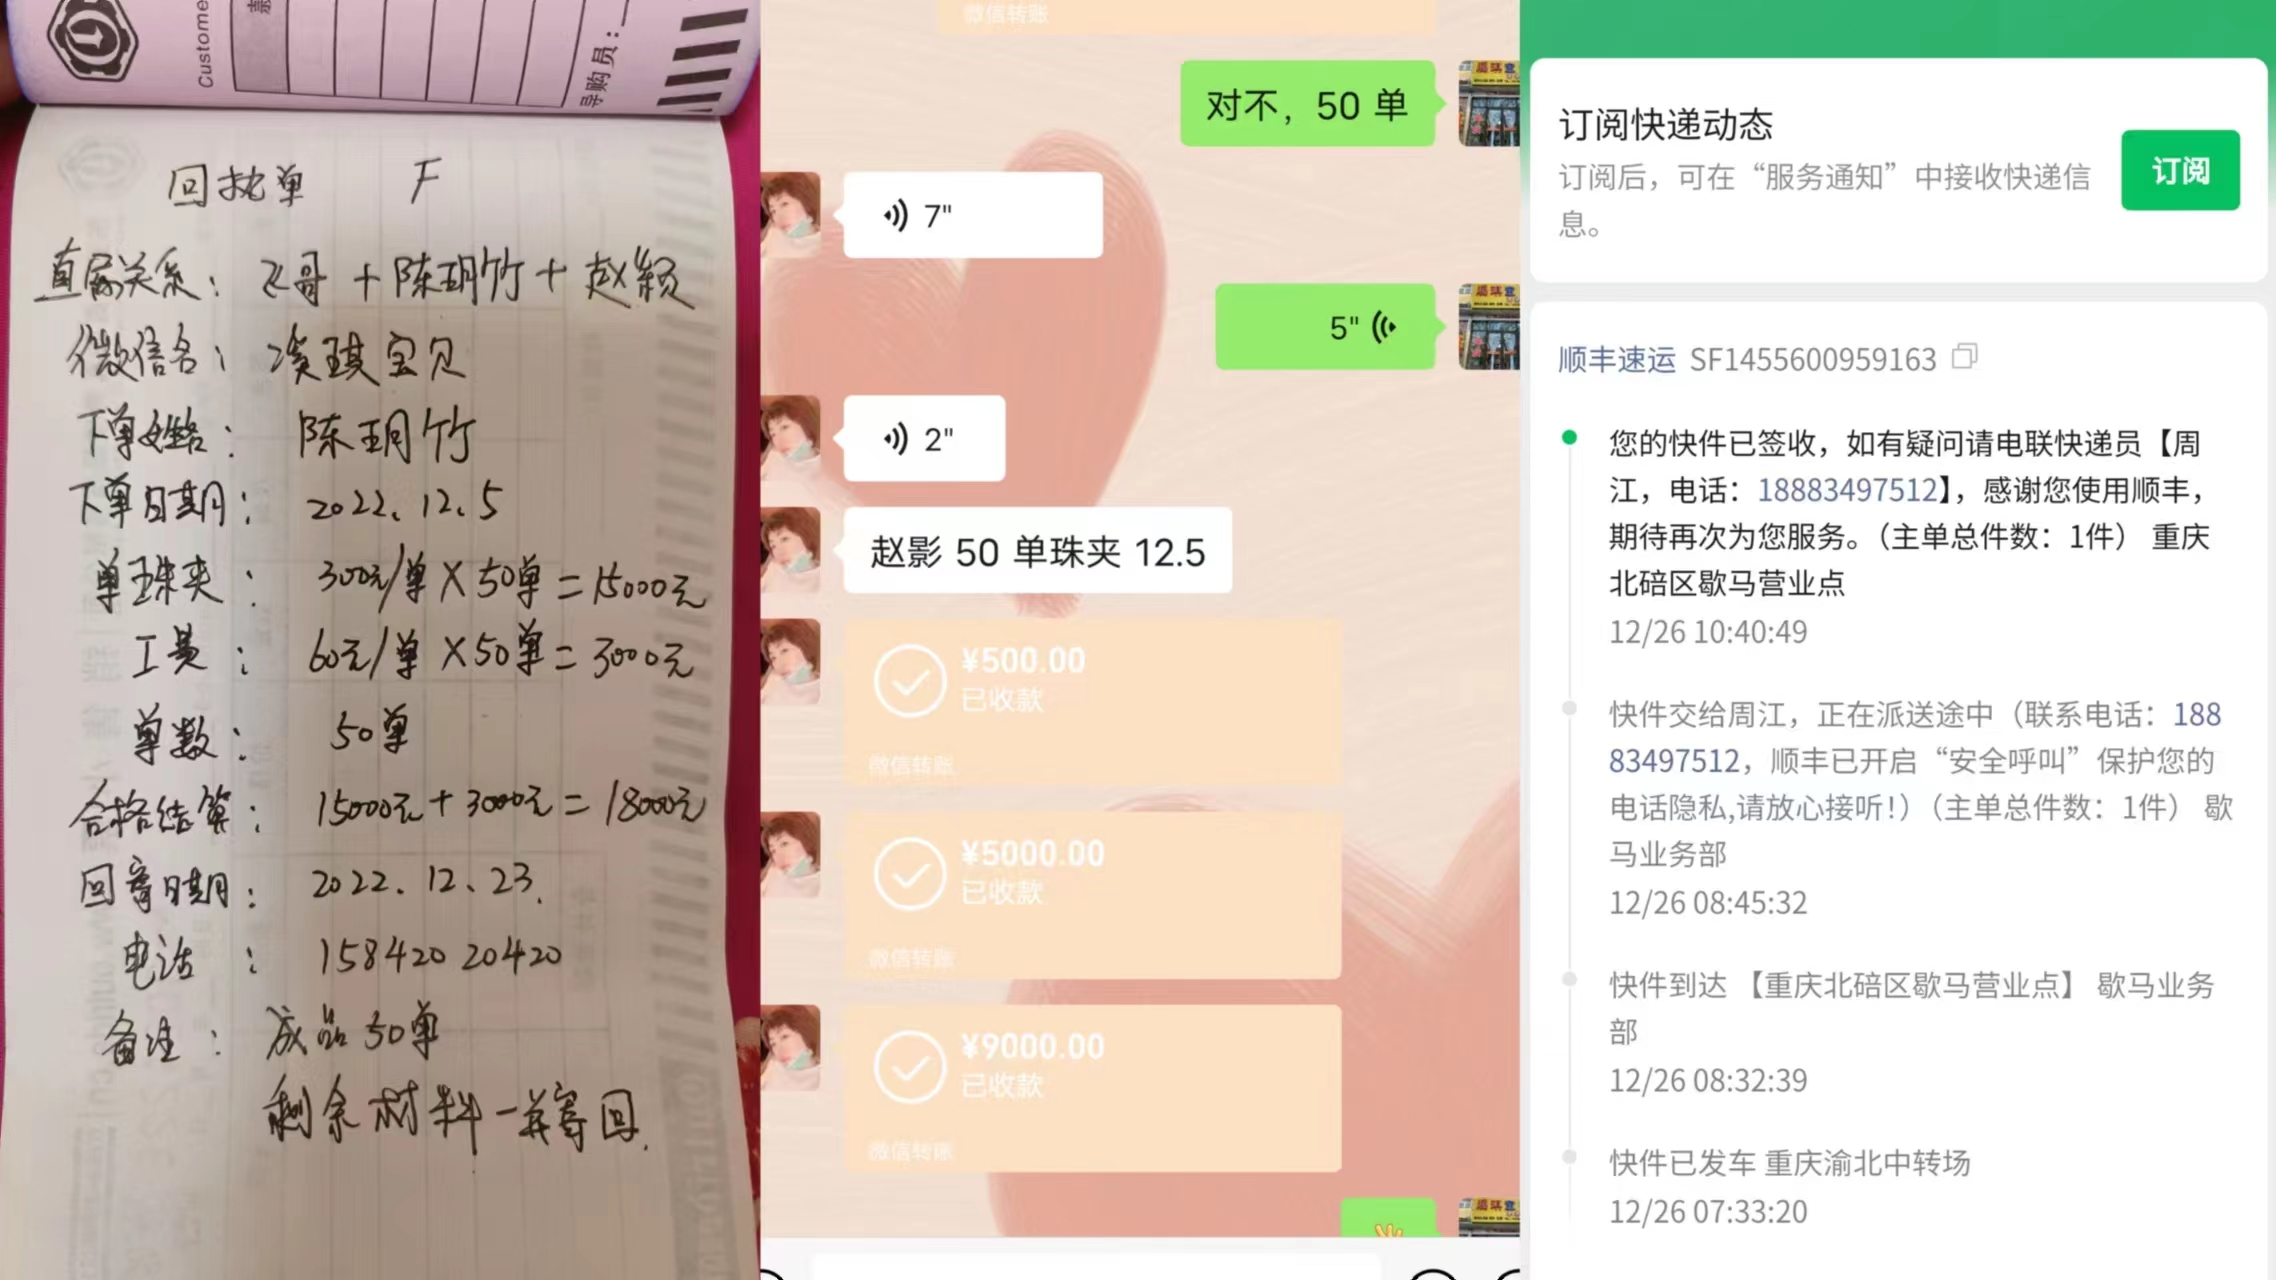 Custome
导购员：
回执单 F
直属关系： 飞哥+陈玥竹+赵颖
微信名： 淩琪宝贝
下单姓名： 陈玥竹
下单日期： 2022.12.5
单珠夹： 300元/单×50单=15000元
工费： 60元/单×50单=3000元
单数： 50单
合格结算： 15000元+3000元=18000元
回寄日期： 2022.12.23.
电话： 15842020420
备注： 成品50单
剩余材料一并寄回.
微信转账
对不，50 单
7"
5"
2"
赵影 50 单珠夹 12.5
¥500.00
已收款
微信转账
¥5000.00
已收款
微信转账
¥9000.00
已收款
微信转账
订阅快递动态
订阅后，可在“服务通知”中接收快递信
息。
订阅
顺丰速运 SF1455600959163
您的快件已签收，如有疑问请电联快递员【周
江，电话：18883497512】，感谢您使用顺丰，
期待再次为您服务。（主单总件数：1件） 重庆
北碚区歇马营业点
12/26 10:40:49
快件交给周江，正在派送途中（联系电话：188
83497512，顺丰已开启“安全呼叫”保护您的
电话隐私,请放心接听!）（主单总件数：1件） 歇
马业务部
12/26 08:45:32
快件到达 【重庆北碚区歇马营业点】 歇马业务
部
12/26 08:32:39
快件已发车 重庆渝北中转场
12/26 07:33:20